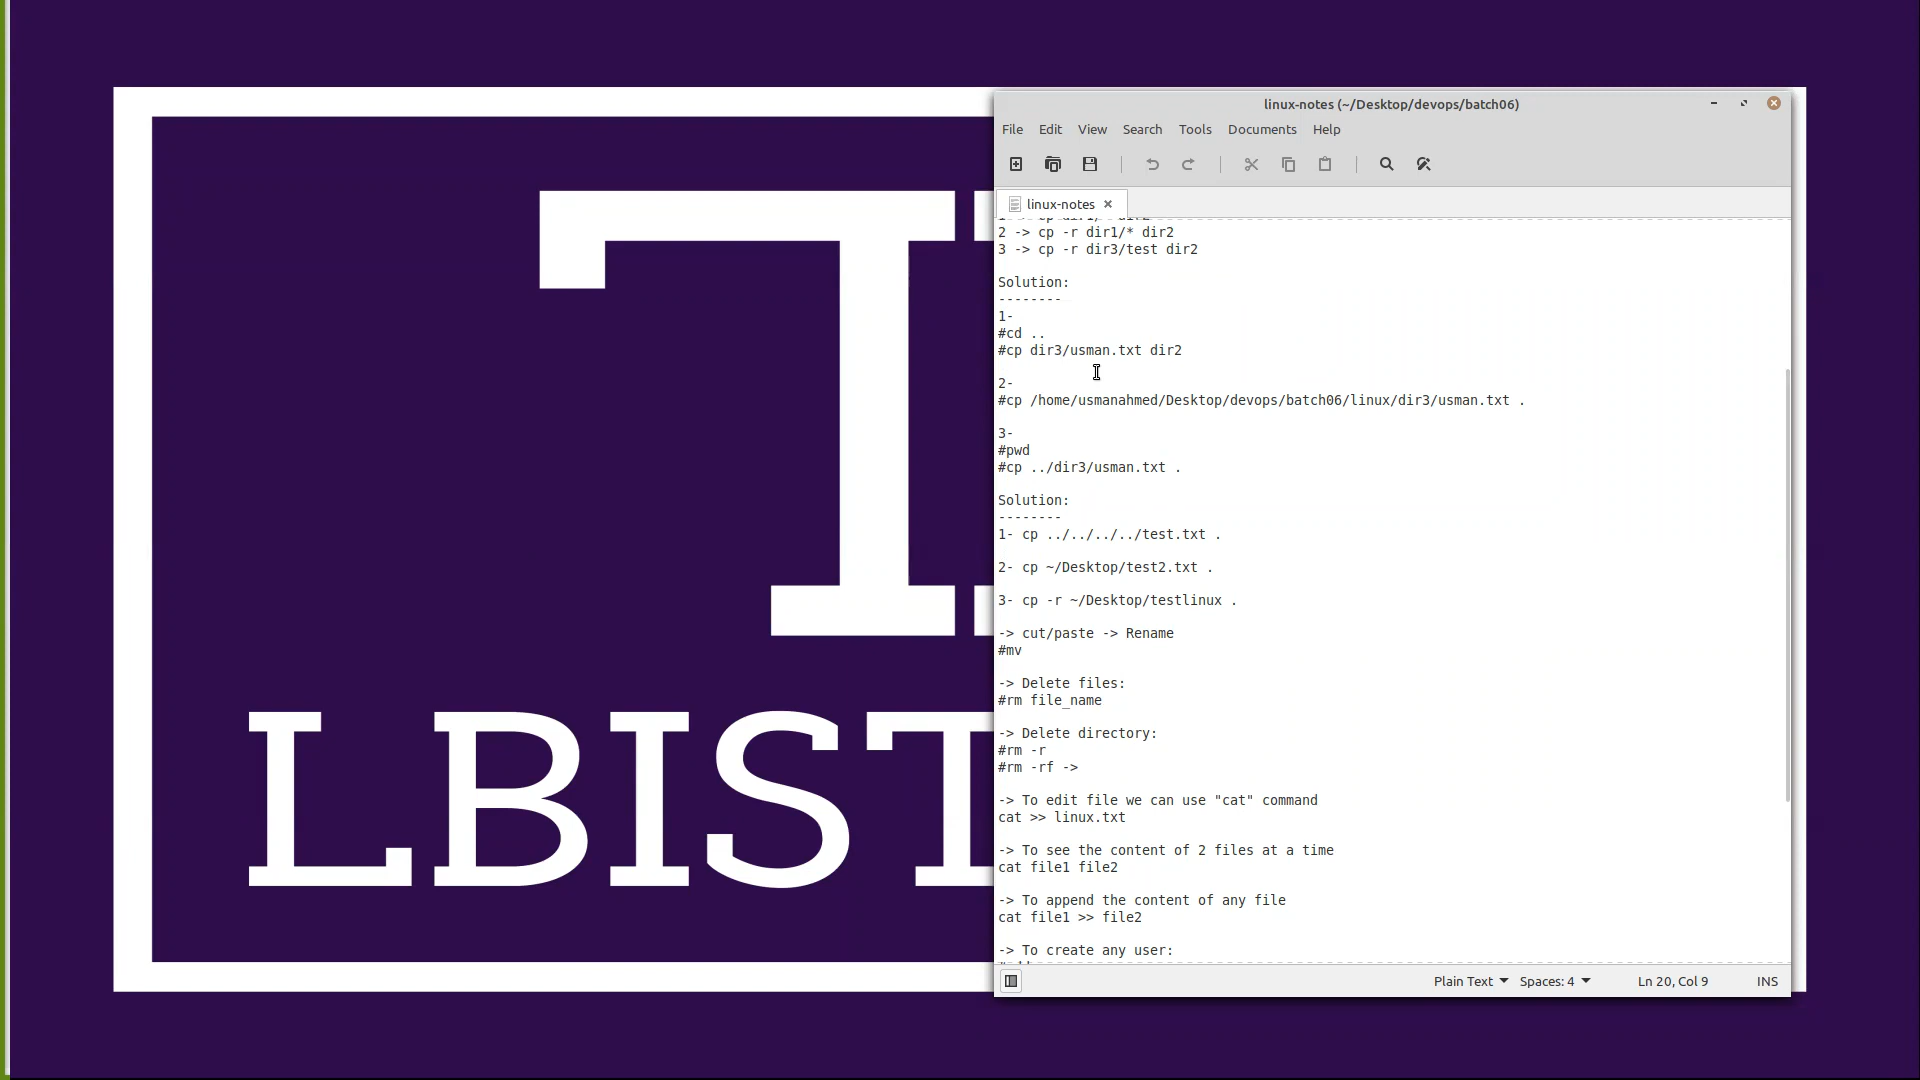 LBIST
linux-notes (~/Desktop/devops/batch06)
File Edit View Search Tools Documents Help
linux-notes
2 -> cp -r dir1/* dir2
3 -> cp -r dir3/test dir2
Solution:
--------
1-
#cd ..
#cp dir3/usman.txt dir2
2-
#cp /home/usmanahmed/Desktop/devops/batch06/linux/dir3/usman.txt .
3-
#pwd
#cp ../dir3/usman.txt .
Solution:
--------
1- cp ../../../../test.txt .
2- cp ~/Desktop/test2.txt .
3- cp -r ~/Desktop/testlinux .
-> cut/paste -> Rename
#mv
-> Delete files:
#rm file_name
-> Delete directory:
#rm -r
#rm -rf ->
-> To edit file we can use "cat" command
cat >> linux.txt
-> To see the content of 2 files at a time
cat file1 file2
-> To append the content of any file
cat file1 >> file2
-> To create any user:
Plain Text Spaces: 4 Ln 20, Col 9 INS